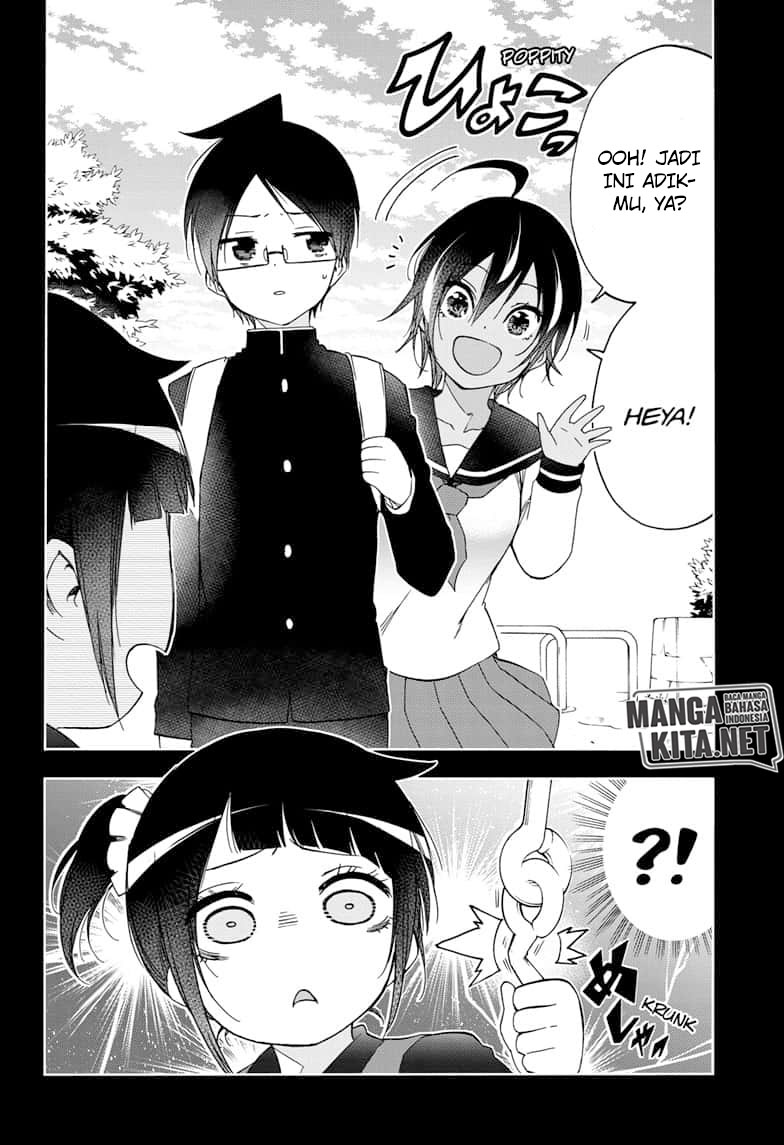 POPPITY
ひょこっ
OOH! JADI
INI ADIK-
MU, YA?
HEYA!
MANGA
KITA.NET
BACA MANGA
BAHASA
INDONESIA
?!
めしゃぁ
KRUNK